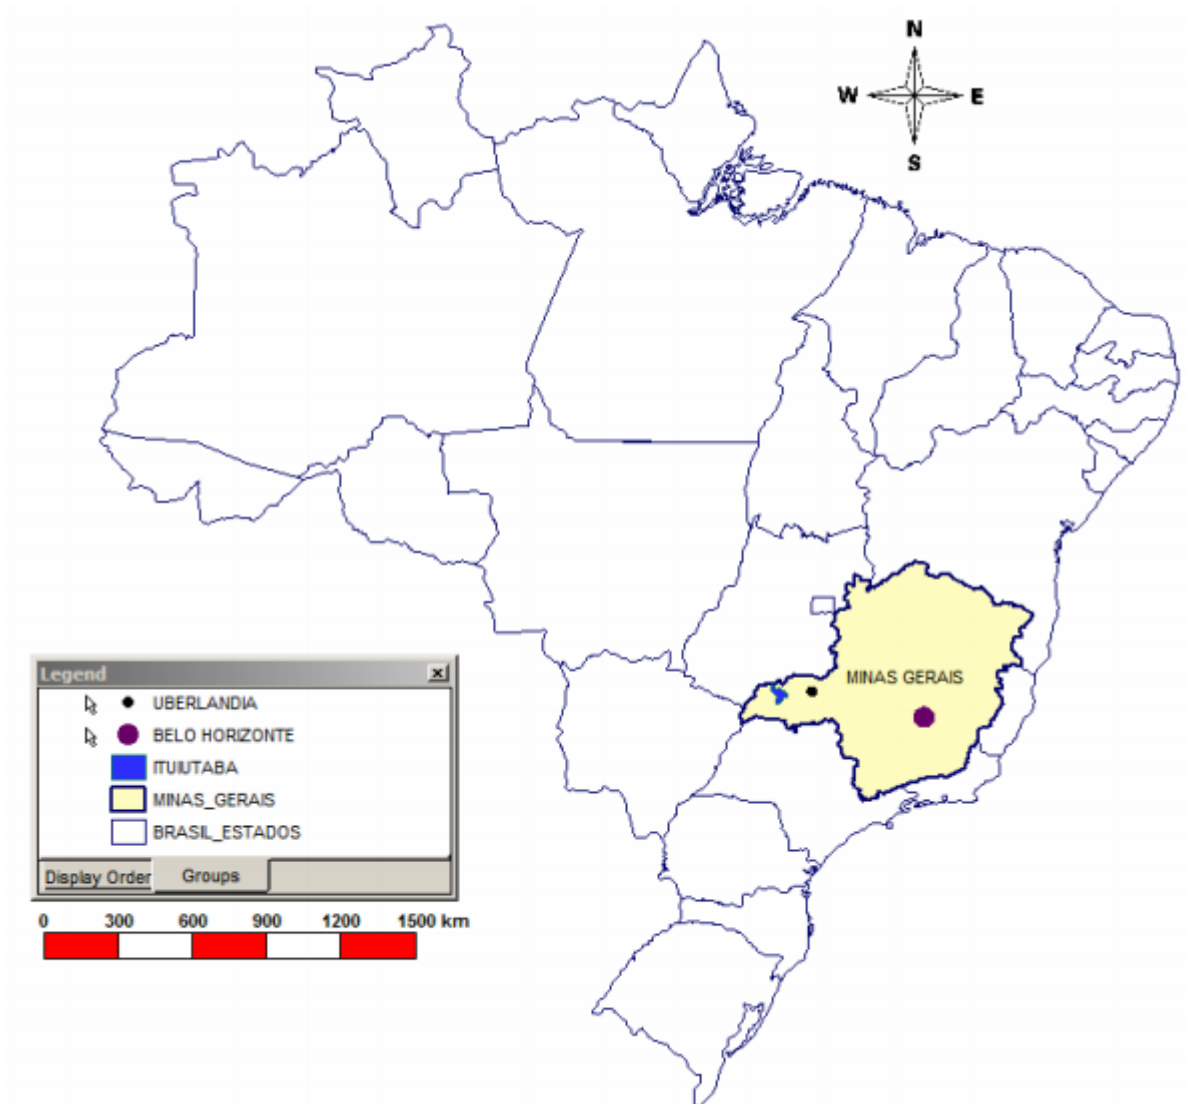 N
W E
S
MINAS GERAIS
Legend
UBERLANDIA
BELO HORIZONTE
ITUIUTABA
MINAS_GERAIS
BRASIL_ESTADOS
Display Order Groups
0 300 600 900 1200 1500 km